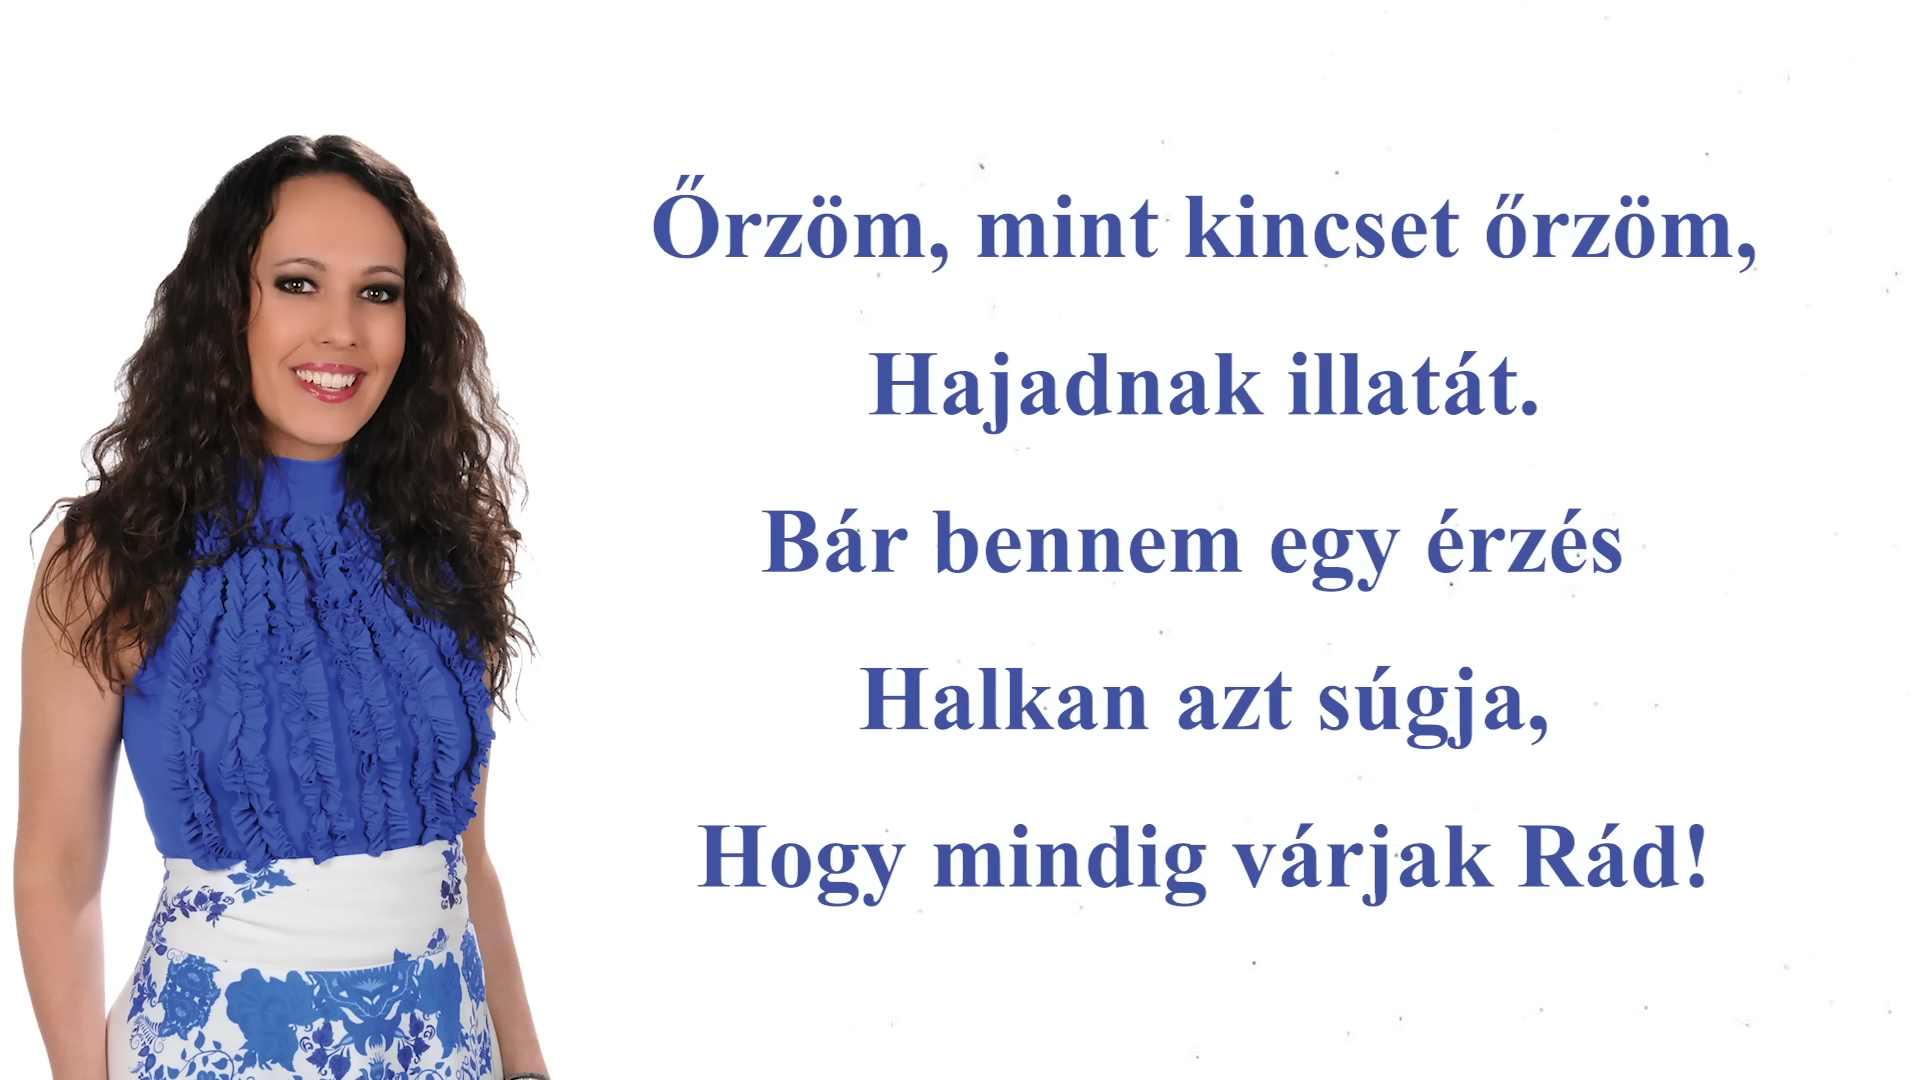 Őrzöm, mint kincset őrzöm,
Hajadnak illatát.
Bár bennem egy érzés
Halkan azt súgja,
Hogy mindig várjak Rád!